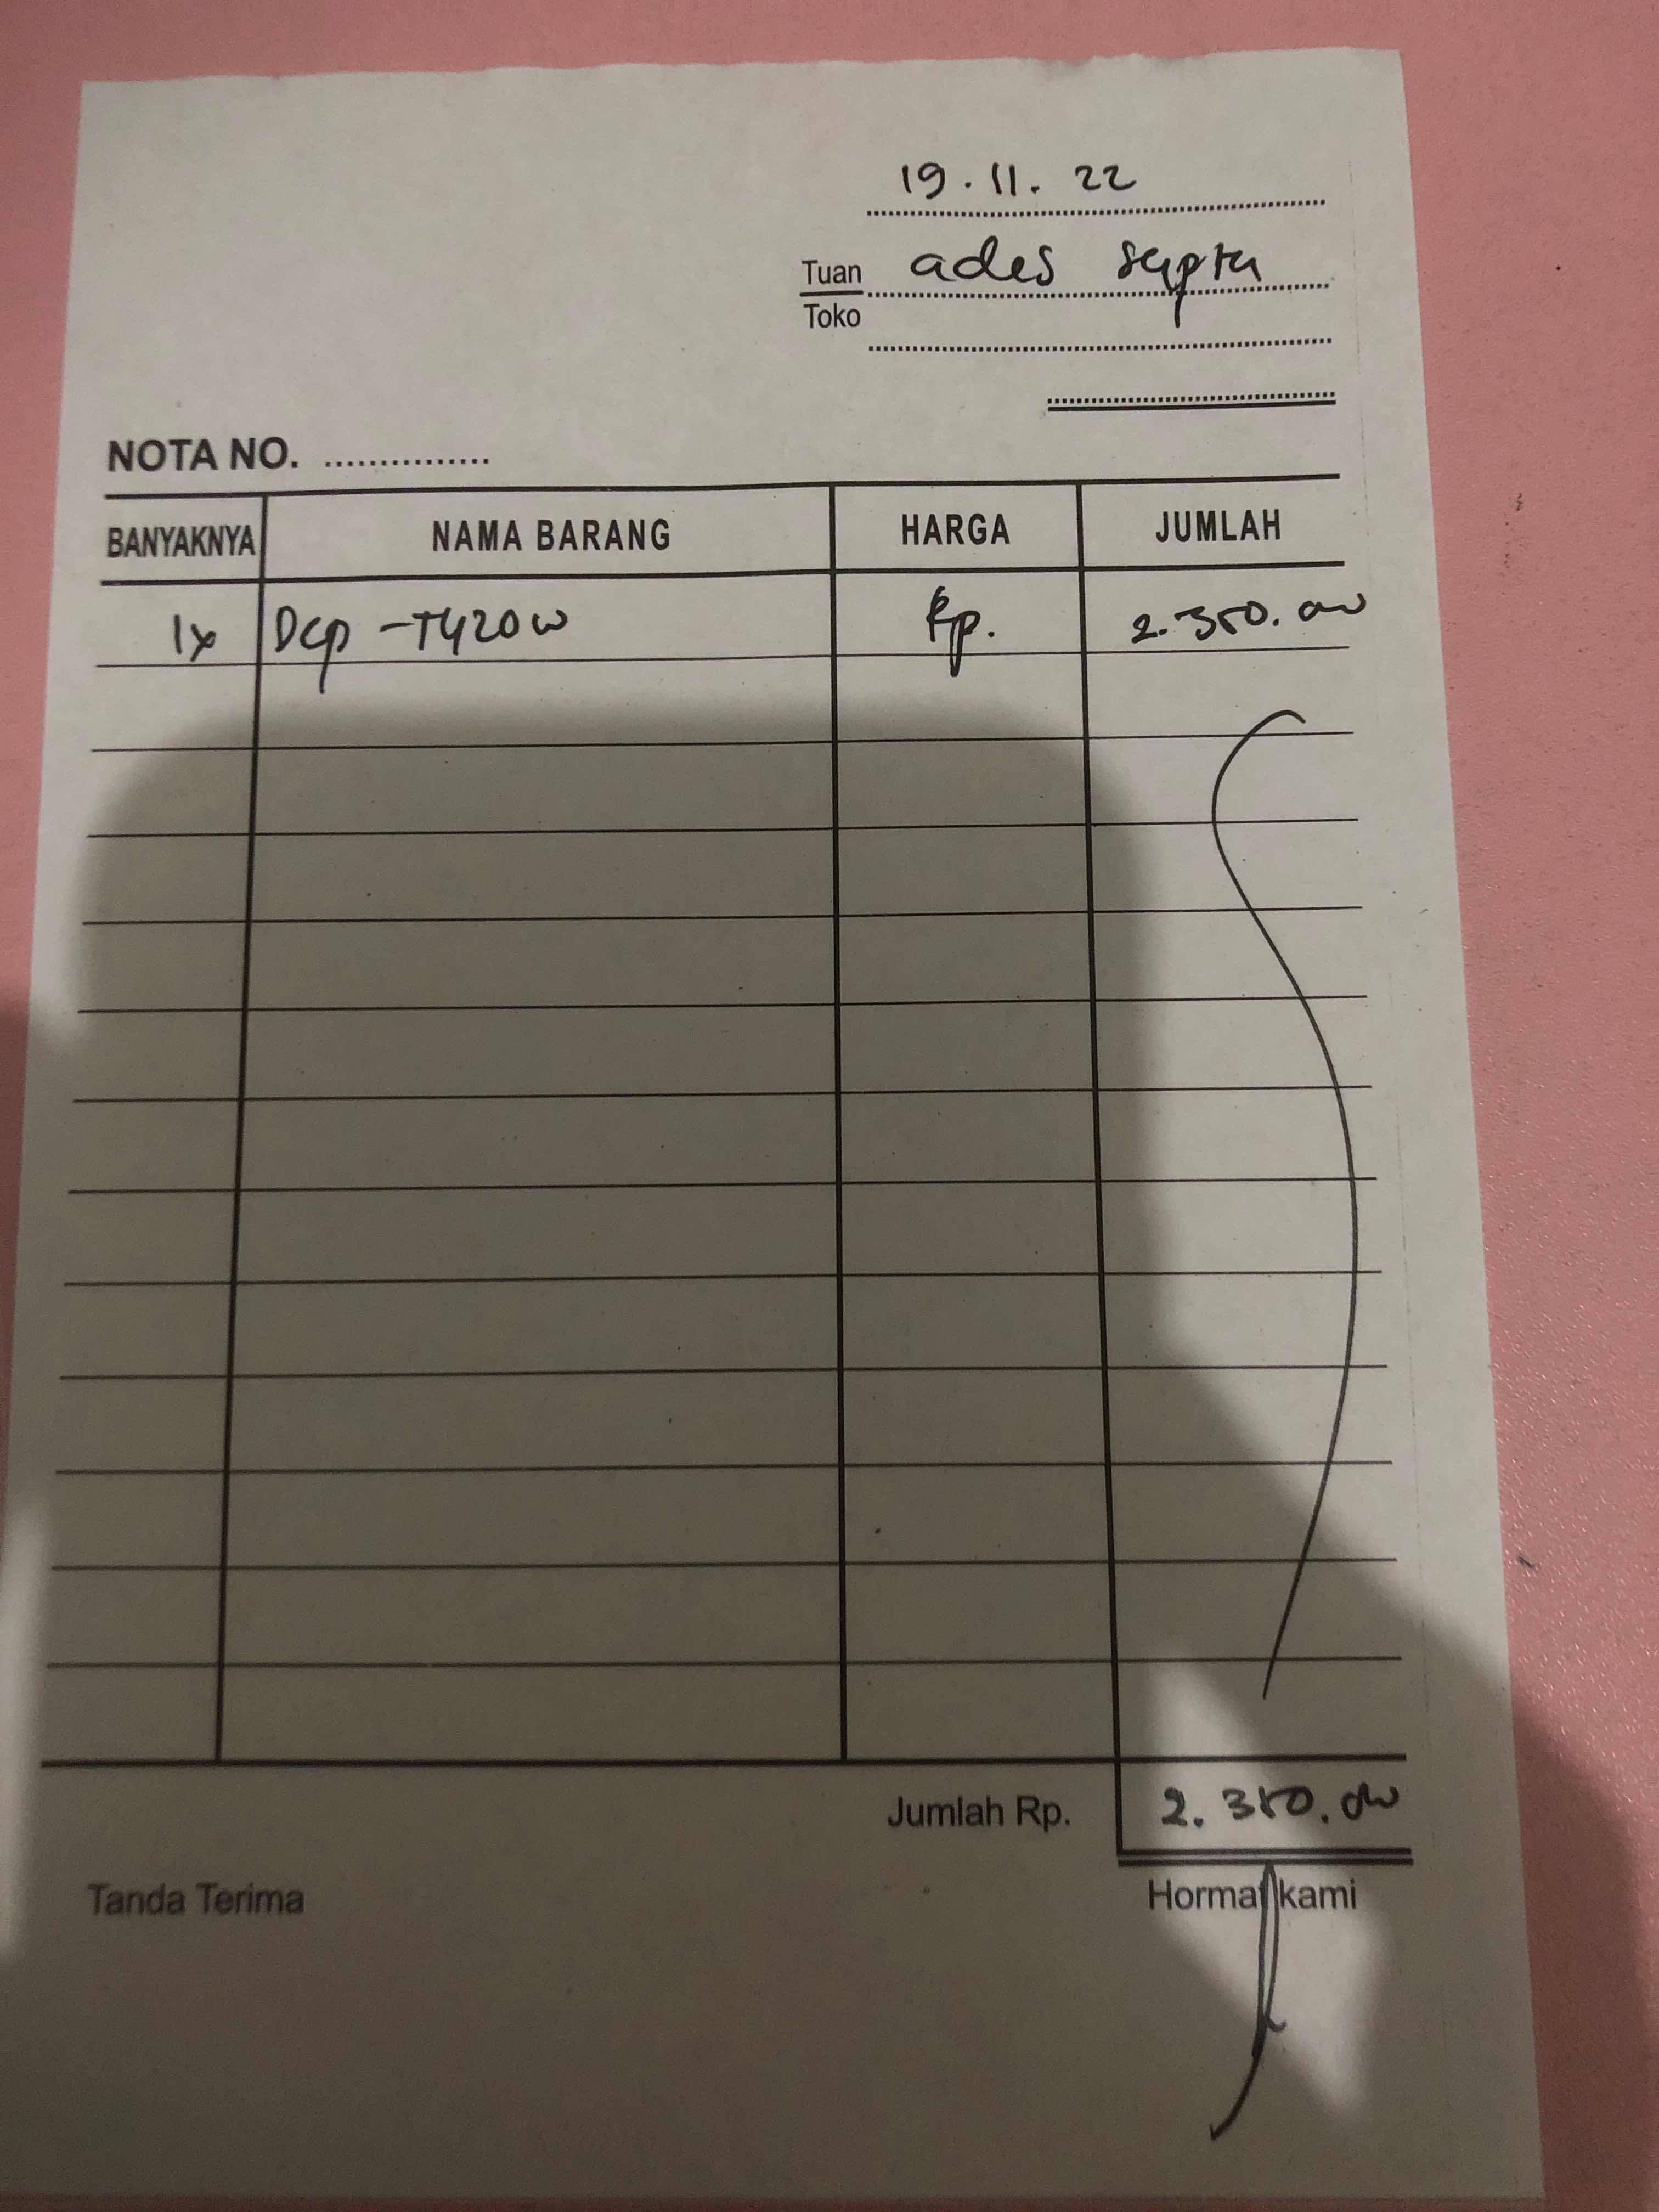 19.11.22
Tuan ades septa
Toko
NOTA NO. ...............
BANYAKNYA NAMA BARANG HARGA JUMLAH
1x Dcp -T420w Rp. 2.350.000
Jumlah Rp. 2.350.000
Tanda Terima Hormat kami